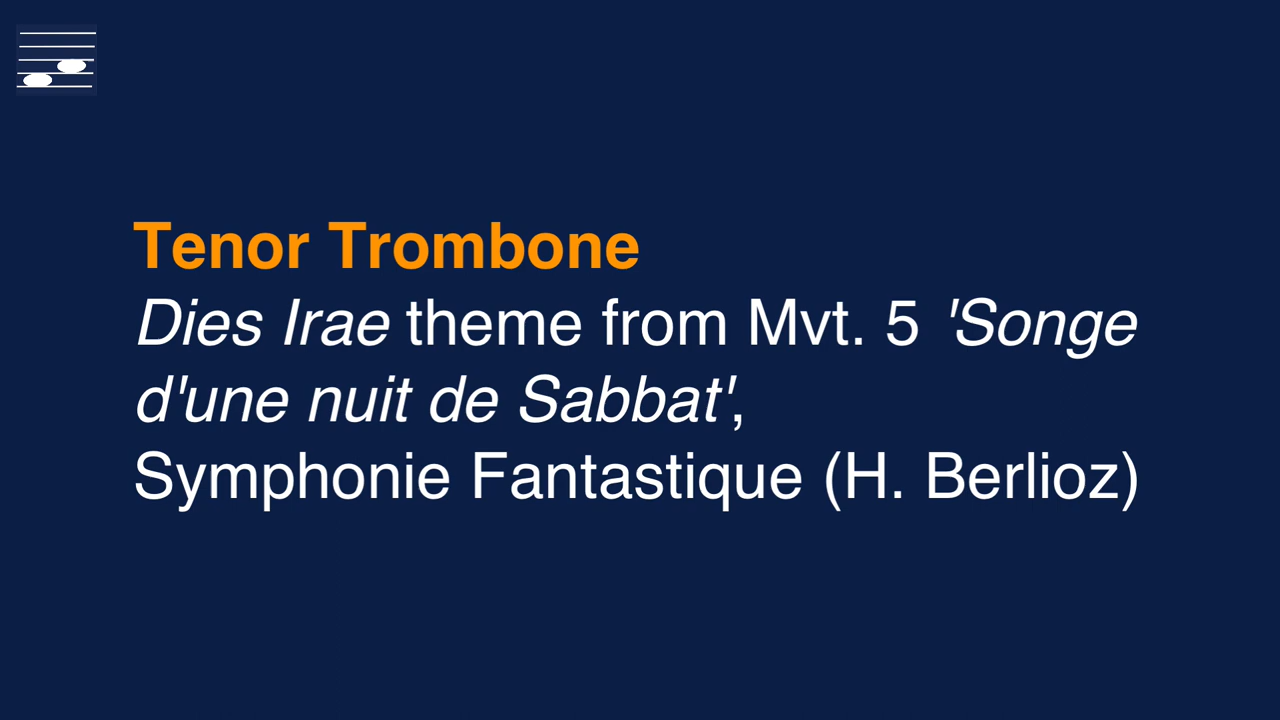 Tenor Trombone
Dies Irae theme from Mvt. 5 'Songe
d'une nuit de Sabbat',
Symphonie Fantastique (H. Berlioz)